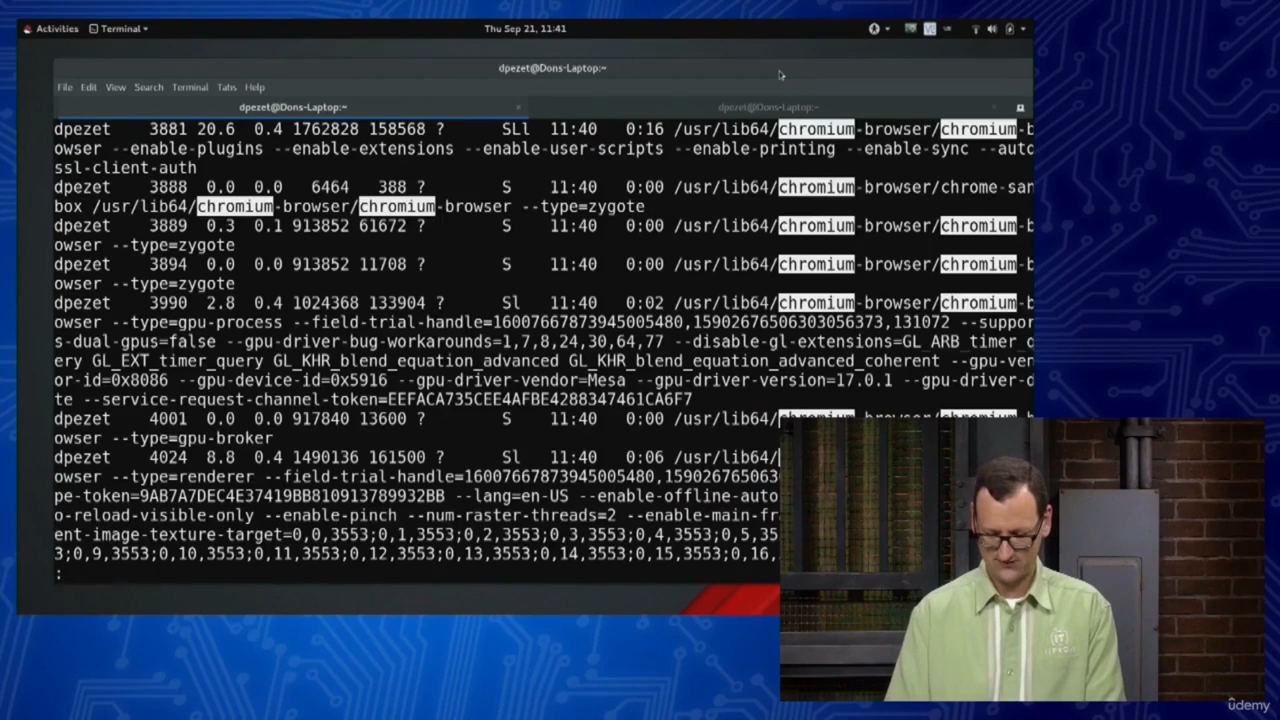 Activities Terminal Thu Sep 21, 11:41
dpezet@Dons-Laptop:~
File Edit View Search Terminal Tabs Help
dpezet@Dons-Laptop:~ × dpezet@Dons-Laptop:~ ×
dpezet 3881 20.6 0.4 1762828 158568 ? SLl 11:40 0:16 /usr/lib64/chromium-browser/chromium-b
owser --enable-plugins --enable-extensions --enable-user-scripts --enable-printing --enable-sync --auto
ssl-client-auth
dpezet 3888 0.0 0.0 6464 388 ? S 11:40 0:00 /usr/lib64/chromium-browser/chrome-san
box /usr/lib64/chromium-browser/chromium-browser --type=zygote
dpezet 3889 0.3 0.1 913852 61672 ? S 11:40 0:00 /usr/lib64/chromium-browser/chromium-b
owser --type=zygote
dpezet 3894 0.0 0.0 913852 11708 ? S 11:40 0:00 /usr/lib64/chromium-browser/chromium-b
owser --type=zygote
dpezet 3990 2.8 0.4 1024368 133904 ? Sl 11:40 0:02 /usr/lib64/chromium-browser/chromium-b
owser --type=gpu-process --field-trial-handle=16007667873945005480,15902676506303056373,131072 --suppor
s-dual-gpus=false --gpu-driver-bug-workarounds=1,7,8,24,30,64,77 --disable-gl-extensions=GL_ARB_timer_q
ery GL_EXT_timer_query GL_KHR_blend_equation_advanced GL_KHR_blend_equation_advanced_coherent --gpu-ven
or-id=0x8086 --gpu-device-id=0x5916 --gpu-driver-vendor=Mesa --gpu-driver-version=17.0.1 --gpu-driver-d
te --service-request-channel-token=EEFACA735CEE4AFBE4288347461CA6F7
dpezet 4001 0.0 0.0 917840 13600 ? S 11:40 0:00 /usr/lib64/chromium-browser/chromium-b
owser --type=gpu-broker
dpezet 4024 8.8 0.4 1490136 161500 ? Sl 11:40 0:06 /usr/lib64/
owser --type=renderer --field-trial-handle=16007667873945005480,1590267650630
pe-token=9AB7A7DEC4E37419BB810913789932BB --lang=en-US --enable-offline-auto
o-reload-visible-only --enable-pinch --num-raster-threads=2 --enable-main-fra
ent-image-texture-target=0,0,3553;0,1,3553;0,2,3553;0,3,3553;0,4,3553;0,5,35
3;0,9,3553;0,10,3553;0,11,3553;0,12,3553;0,13,3553;0,14,3553;0,15,3553;0,16,
:
IT
udemy